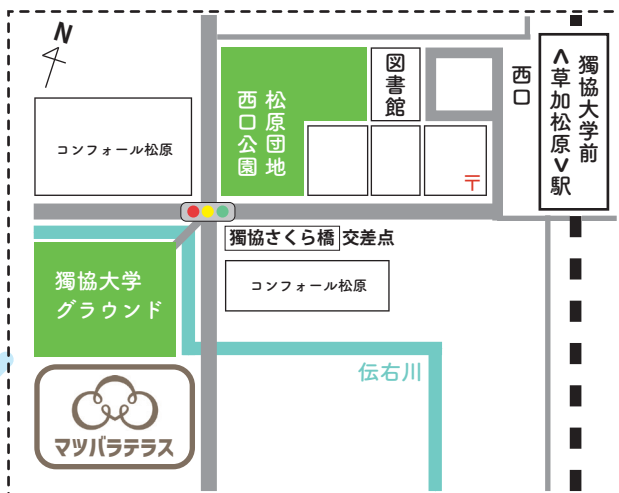 N
コンフォール松原
松原団地
西口公園
図書館
西口
獨協大学前
<草加松原>駅
〒
獨協さくら橋 交差点
コンフォール松原
獨協大学
グラウンド
伝右川
マツバラテラス